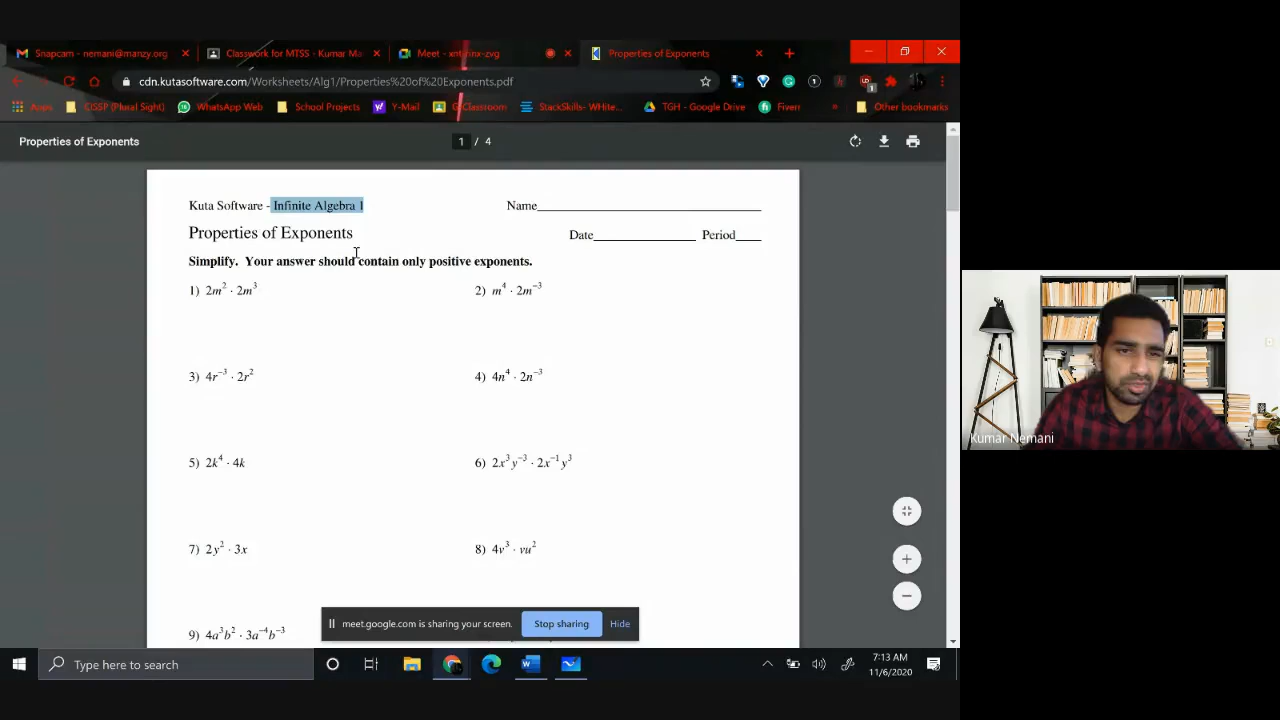 Snapcam - nemani@manzy.org
Classwork for MTSS - Kumar Ma
Meet - xnt-rinx-zvg
Properties of Exponents
cdn.kutasoftware.com/Worksheets/Alg1/Properties%20of%20Exponents.pdf
Apps
CISSP (Plural Sight)
WhatsApp Web
School Projects
Y-Mail
G Classroom
StackSkills- WHite...
TGH - Google Drive
Fiverr
»
Other bookmarks
Properties of Exponents
1 / 4
Kuta Software - Infinite Algebra 1
Name
Properties of Exponents
Date Period
Simplify. Your answer should contain only positive exponents.
1) 2m² · 2m³
2) m⁴ · 2m⁻³
3) 4r⁻³ · 2r²
4) 4n⁴ · 2n⁻³
5) 2k⁴ · 4k
6) 2x³y⁻³ · 2x⁻¹y³
7) 2y² · 3x
8) 4v³ · vu²
9) 4a³b² · 3a⁻⁴b⁻³
meet.google.com is sharing your screen.
Stop sharing
Hide
Type here to search
7:13 AM
11/6/2020
Kumar Nemani